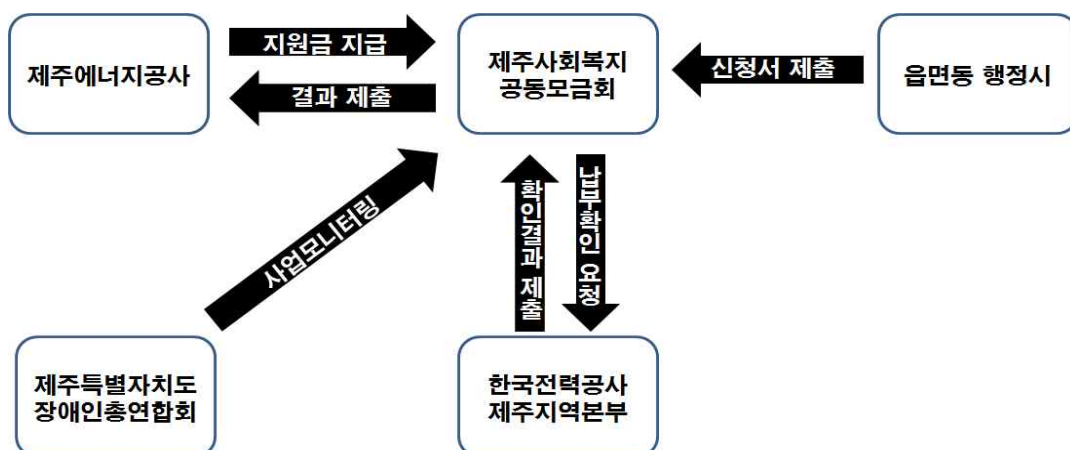 제주에너지공사
지원금 지급
결과 제출
제주사회복지
공동모금회
신청서 제출
읍면동 행정시
사업모니터링
확인결과 제출
납부확인 요청
제주특별자치도
장애인총연합회
한국전력공사
제주지역본부